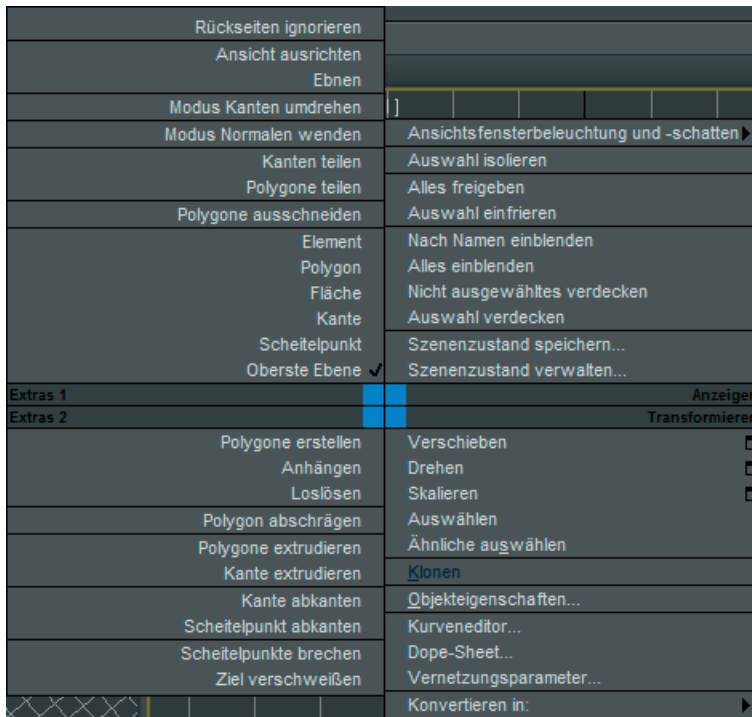 Rückseiten ignorieren
Ansicht ausrichten
Ebnen
Modus Kanten umdrehen
Modus Normalen wenden
Kanten teilen
Polygone teilen
Polygone ausschneiden
Element
Polygon
Fläche
Kante
Scheitelpunkt
Oberste Ebene
]
Ansichtsfensterbeleuchtung und -schatten
Auswahl isolieren
Alles freigeben
Auswahl einfrieren
Nach Namen einblenden
Alles einblenden
Nicht ausgewähltes verdecken
Auswahl verdecken
Szenenzustand speichern...
Szenenzustand verwalten...
Extras 1
Anzeigen
Extras 2
Transformieren
Polygone erstellen
Anhängen
Loslösen
Polygon abschrägen
Polygone extrudieren
Kante extrudieren
Kante abkanten
Scheitelpunkt abkanten
Scheitelpunkte brechen
Ziel verschweißen
Verschieben
Drehen
Skalieren
Auswählen
Ähnliche auswählen
Klonen
Objekteigenschaften...
Kurveneditor...
Dope-Sheet...
Vernetzungsparameter...
Konvertieren in: